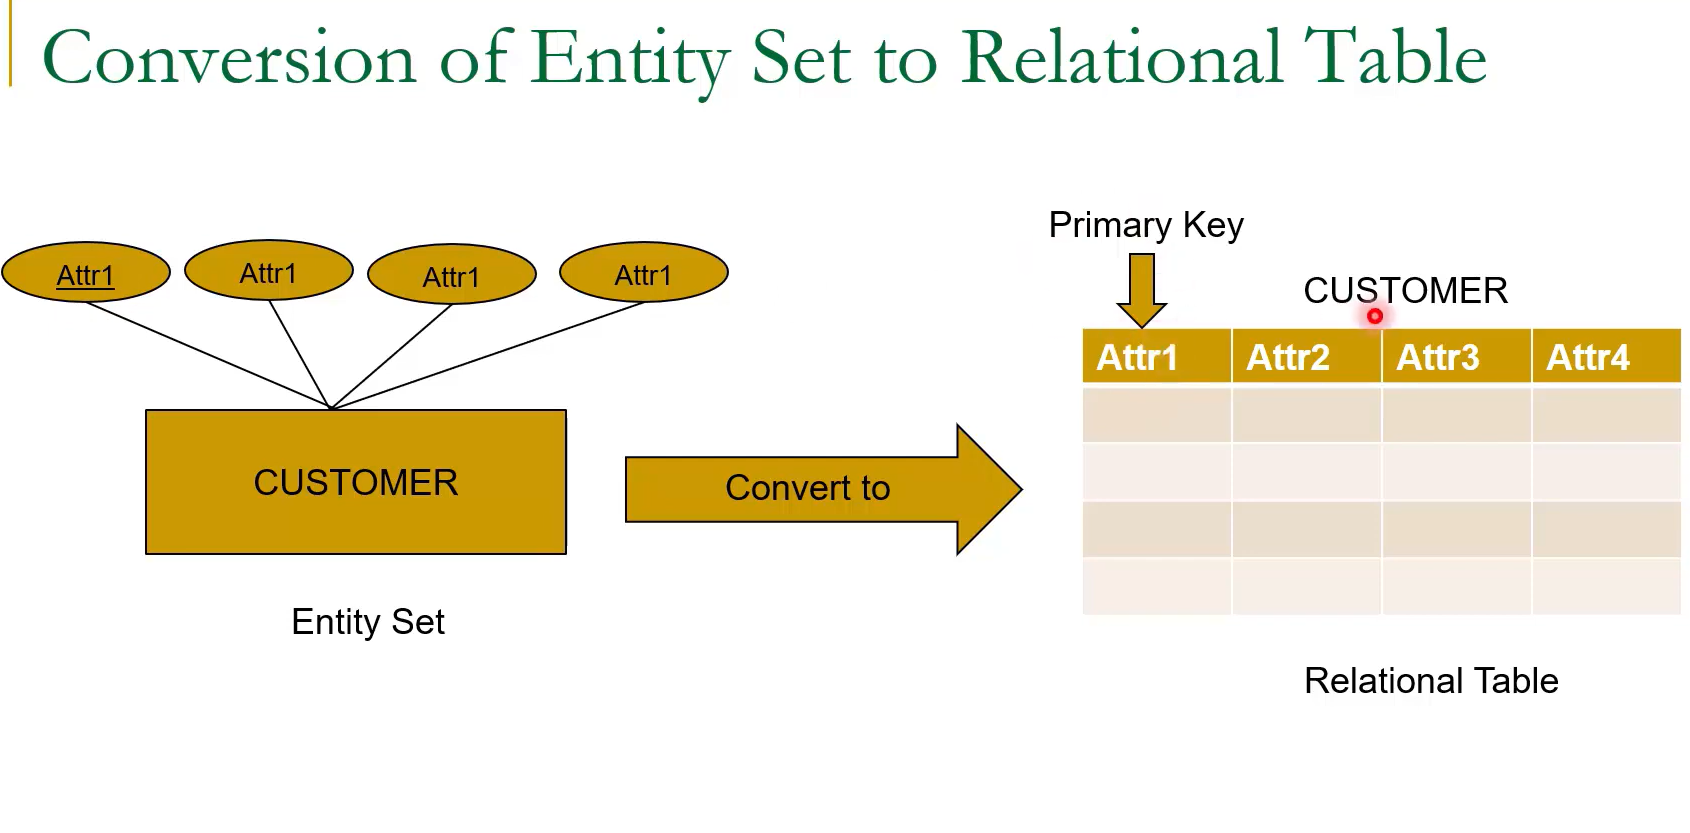 Conversion of Entity Set to Relational Table
Attr1
Attr1
Attr1
Attr1
CUSTOMER
Entity Set
Convert to
Primary Key
CUSTOMER
Attr1 Attr2 Attr3 Attr4
Relational Table